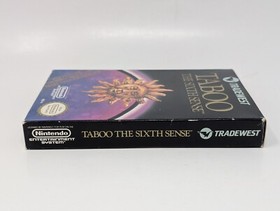 TRADEWEST
TABOO
THE SIXTH SENSE
Nintendo
ENTERTAINMENT
SYSTEM
TABOO THE SIXTH SENSE
TRADEWEST